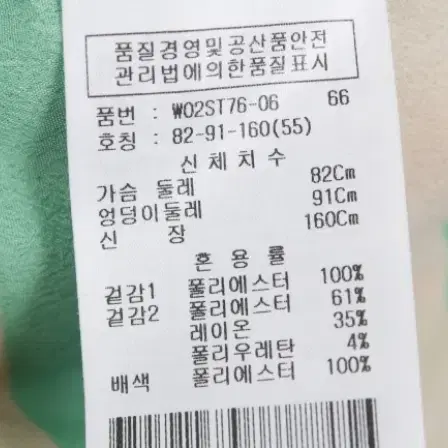 품질경영및공산품안전
관리법에의한품질표시
품번 : W02ST76-06 66
호칭 : 82-91-160(55)
신체치수
가슴 둘레 82Cm
엉덩이둘레 91Cm
신 장 160Cm
혼용률
겉감1 폴리에스터 100%
겉감2 폴리에스터 61%
레이온 35%
폴리우레탄 4%
배색 폴리에스터 100%